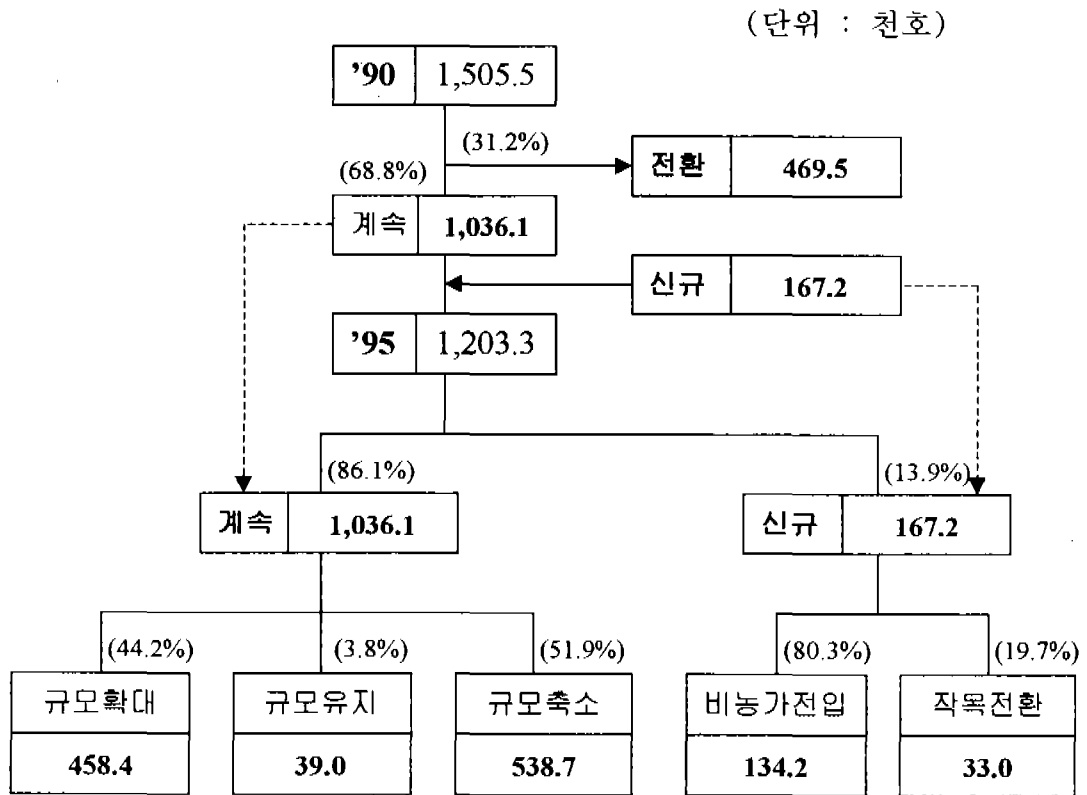 (단위 : 천호)
’90 1,505.5
(31.2%)
전환 469.5
(68.8%)
계속 1,036.1
신규 167.2
’95 1,203.3
(86.1%) (13.9%)
계속 1,036.1 신규 167.2
(44.2%) (3.8%) (51.9%) (80.3%) (19.7%)
규모확대 규모유지 규모축소 비농가전입 작목전환
458.4 39.0 538.7 134.2 33.0